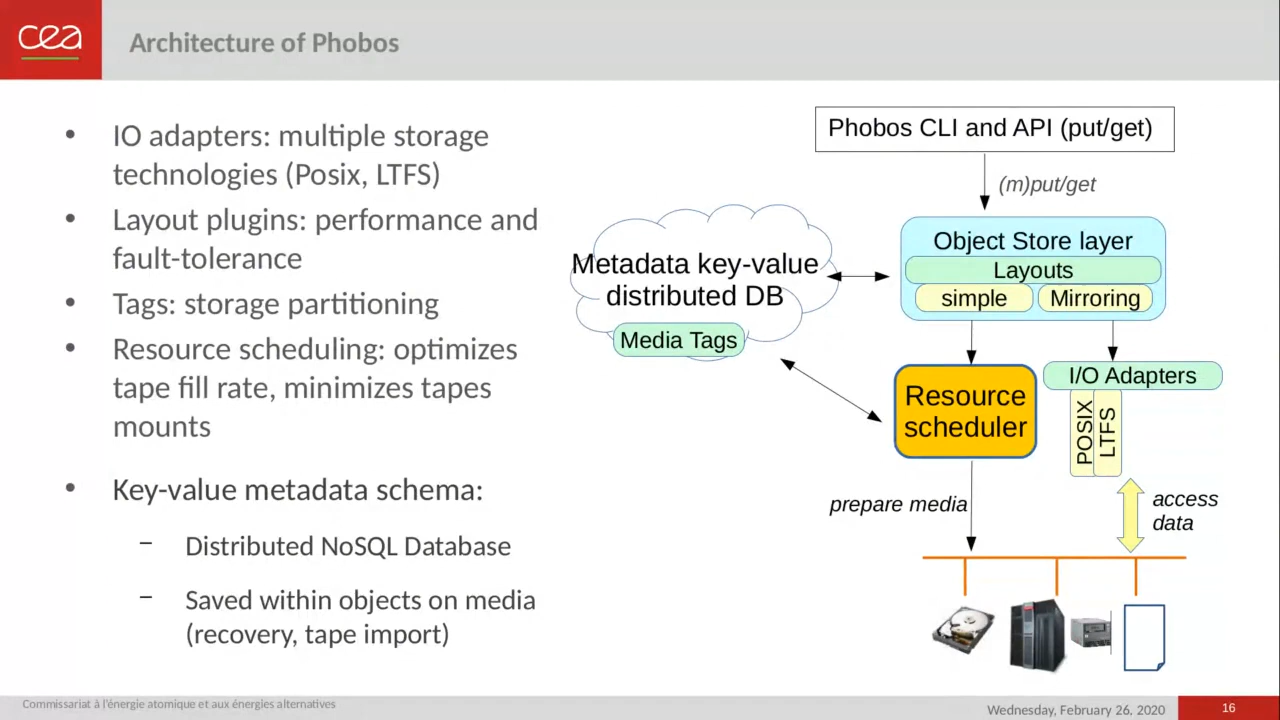 cea
Architecture of Phobos
• IO adapters: multiple storage
technologies (Posix, LTFS)
• Layout plugins: performance and
fault-tolerance
• Tags: storage partitioning
• Resource scheduling: optimizes
tape fill rate, minimizes tapes
mounts
• Key-value metadata schema:
– Distributed NoSQL Database
– Saved within objects on media
(recovery, tape import)
Phobos CLI and API (put/get)
(m)put/get
Object Store layer
Layouts
simple
Mirroring
Metadata key-value
distributed DB
Media Tags
Resource
scheduler
I/O Adapters
POSIX
LTFS
prepare media
access
data
Commissariat à l'énergie atomique et aux énergies alternatives
Wednesday, February 26, 2020
16